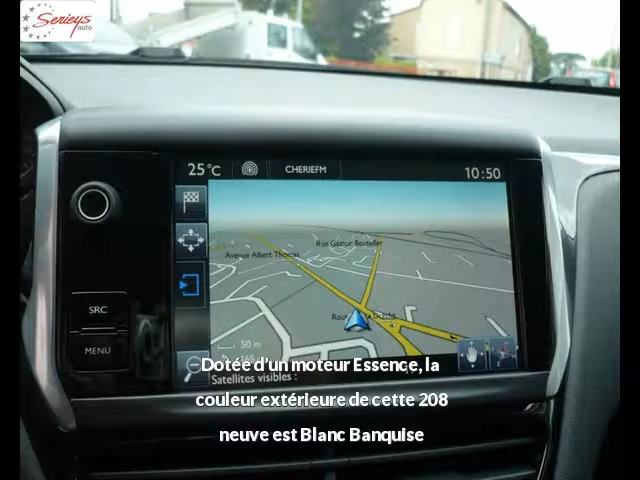 Serieys
auto
25°C
CHERIEFM
10:50
Rue Gaston Bosteller
Avenue Albert Thomas
SRC
MENU
50 m
Satellites visibles :
Dotée d'un moteur Essence, la
couleur extérieure de cette 208
neuve est Blanc Banquise